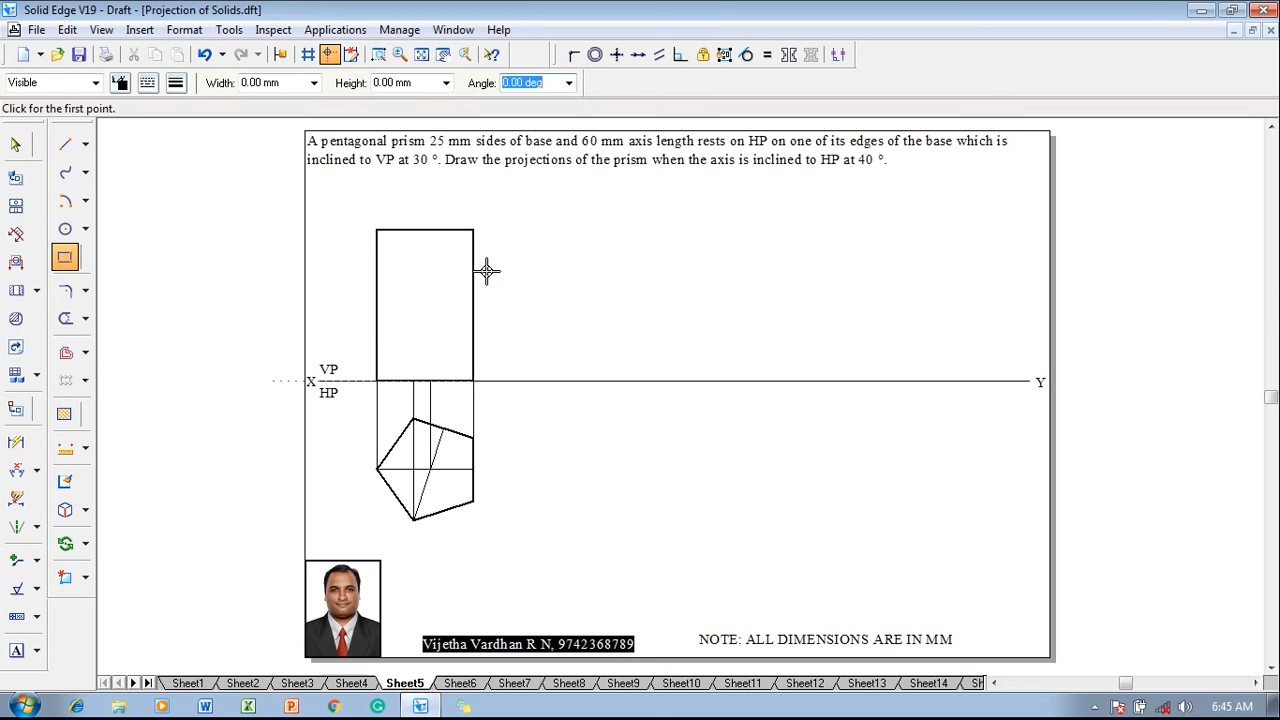 Solid Edge V19 - Draft - [Projection of Solids.dft]
File Edit View Insert Format Tools Inspect Applications Manage Window Help
Visible Width: 0.00 mm Height: 0.00 mm Angle: 0.00 deg
Click for the first point.
A pentagonal prism 25 mm sides of base and 60 mm axis length rests on HP on one of its edges of the base which is
inclined to VP at 30 °. Draw the projections of the prism when the axis is inclined to HP at 40 °.
VP
X Y
HP
Vijetha Vardhan R N, 9742368789
NOTE: ALL DIMENSIONS ARE IN MM
Sheet1 Sheet2 Sheet3 Sheet4 Sheet5 Sheet6 Sheet7 Sheet8 Sheet9 Sheet10 Sheet11 Sheet12 Sheet13 Sheet14 Sl
6:45 AM